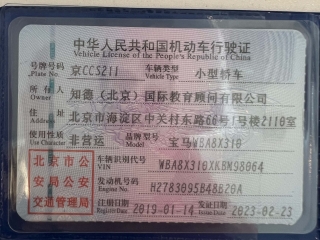 中华人民共和国机动车行驶证
Vehicle License of the People's Republic of China
号牌号码 京CCS211 车辆类型 小型轿车
Plate No. Vehicle Type
所有人 知德（北京）国际教育顾问有限公司
Owner
住址 北京市海淀区中关村东路66号1号楼2110室
Address
使用性质 非营运 品牌型号 宝马WBA8X310
Use Character Model
北京市公安局公安交通管理局
车辆识别代号 WBA8X310XKBM98064
VIN
发动机号码 H2783095B48B20A
Engine No.
注册日期 2019-01-14 发证日期 2023-02-23
Register Date Issue Date